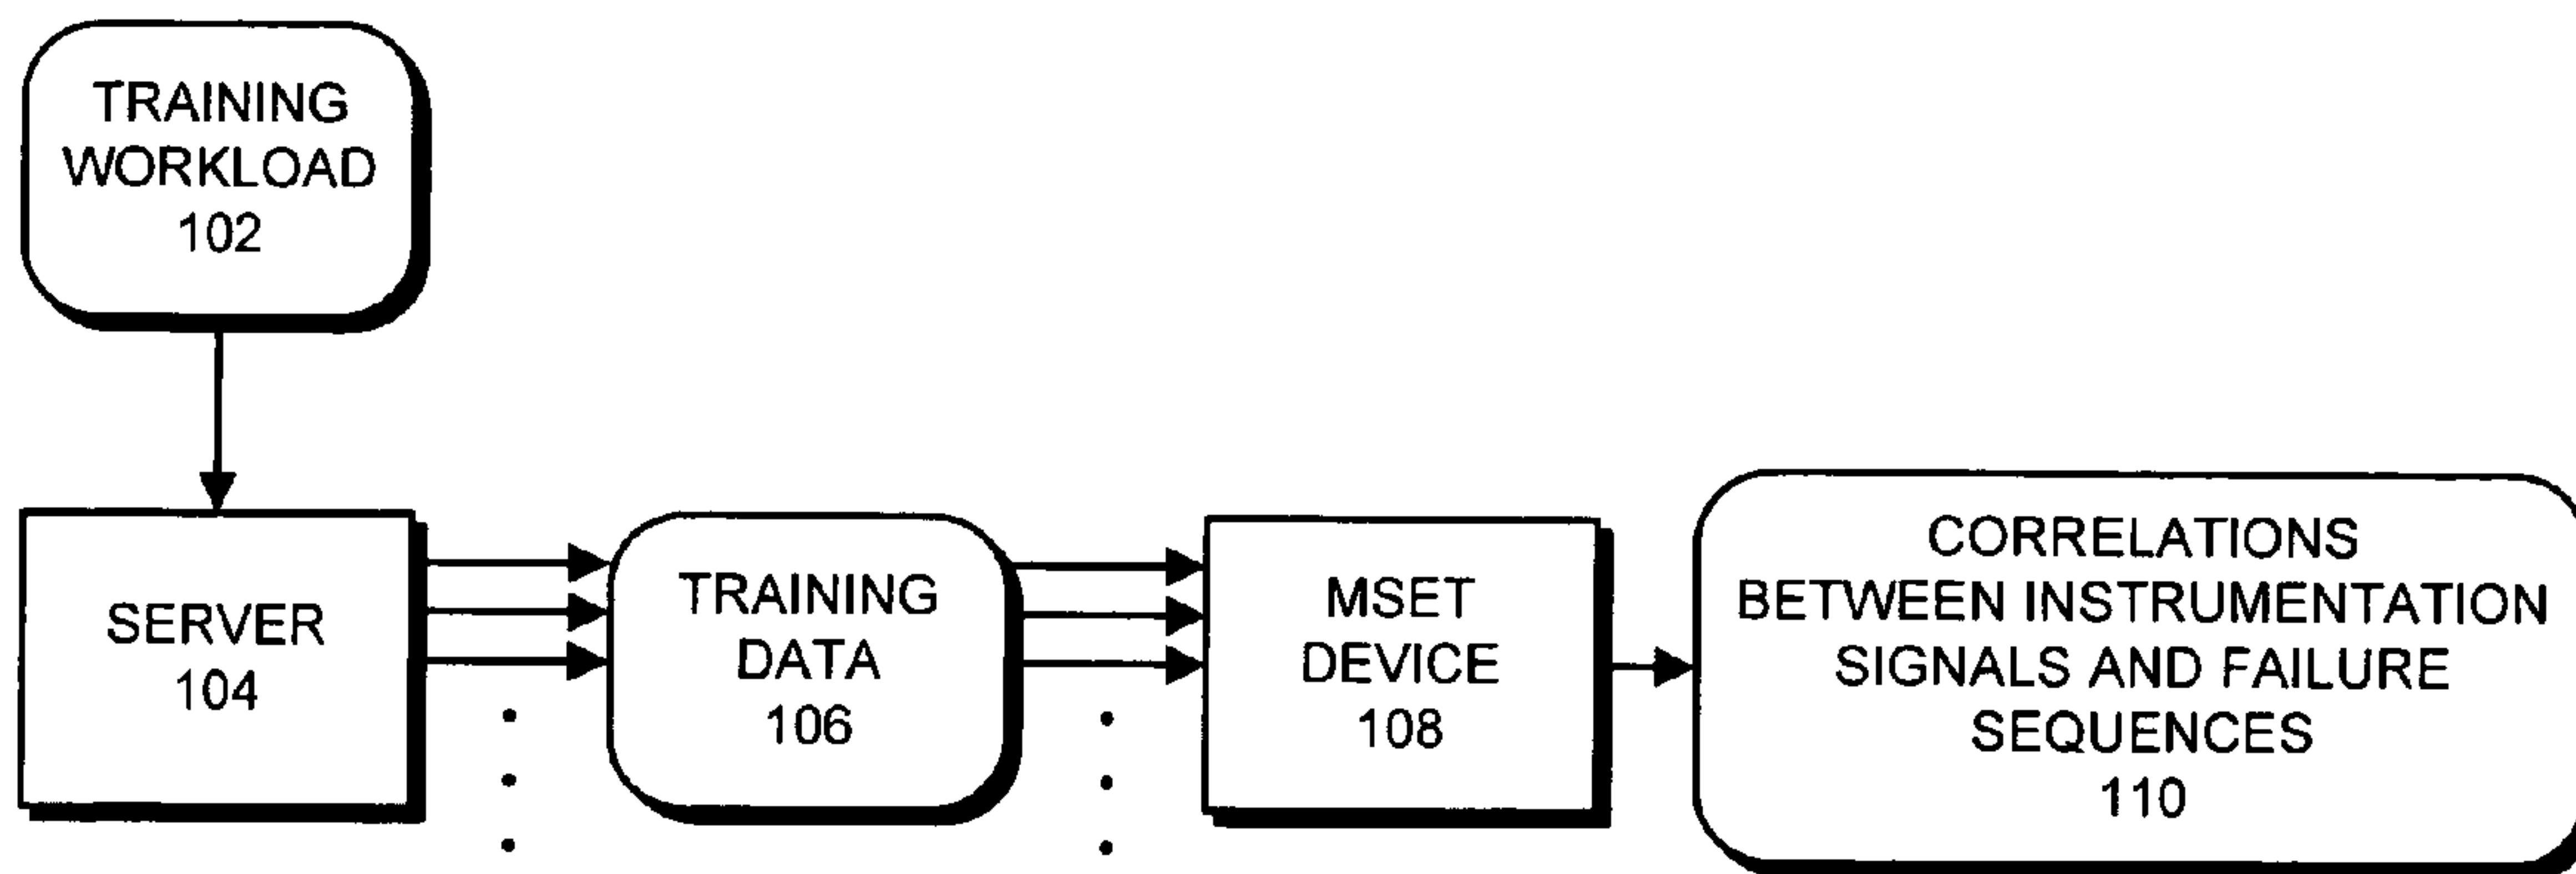 TRAINING
WORKLOAD
102
SERVER
104
TRAINING
DATA
106
MSET
DEVICE
108
CORRELATIONS
BETWEEN INSTRUMENTATION
SIGNALS AND FAILURE
SEQUENCES
110